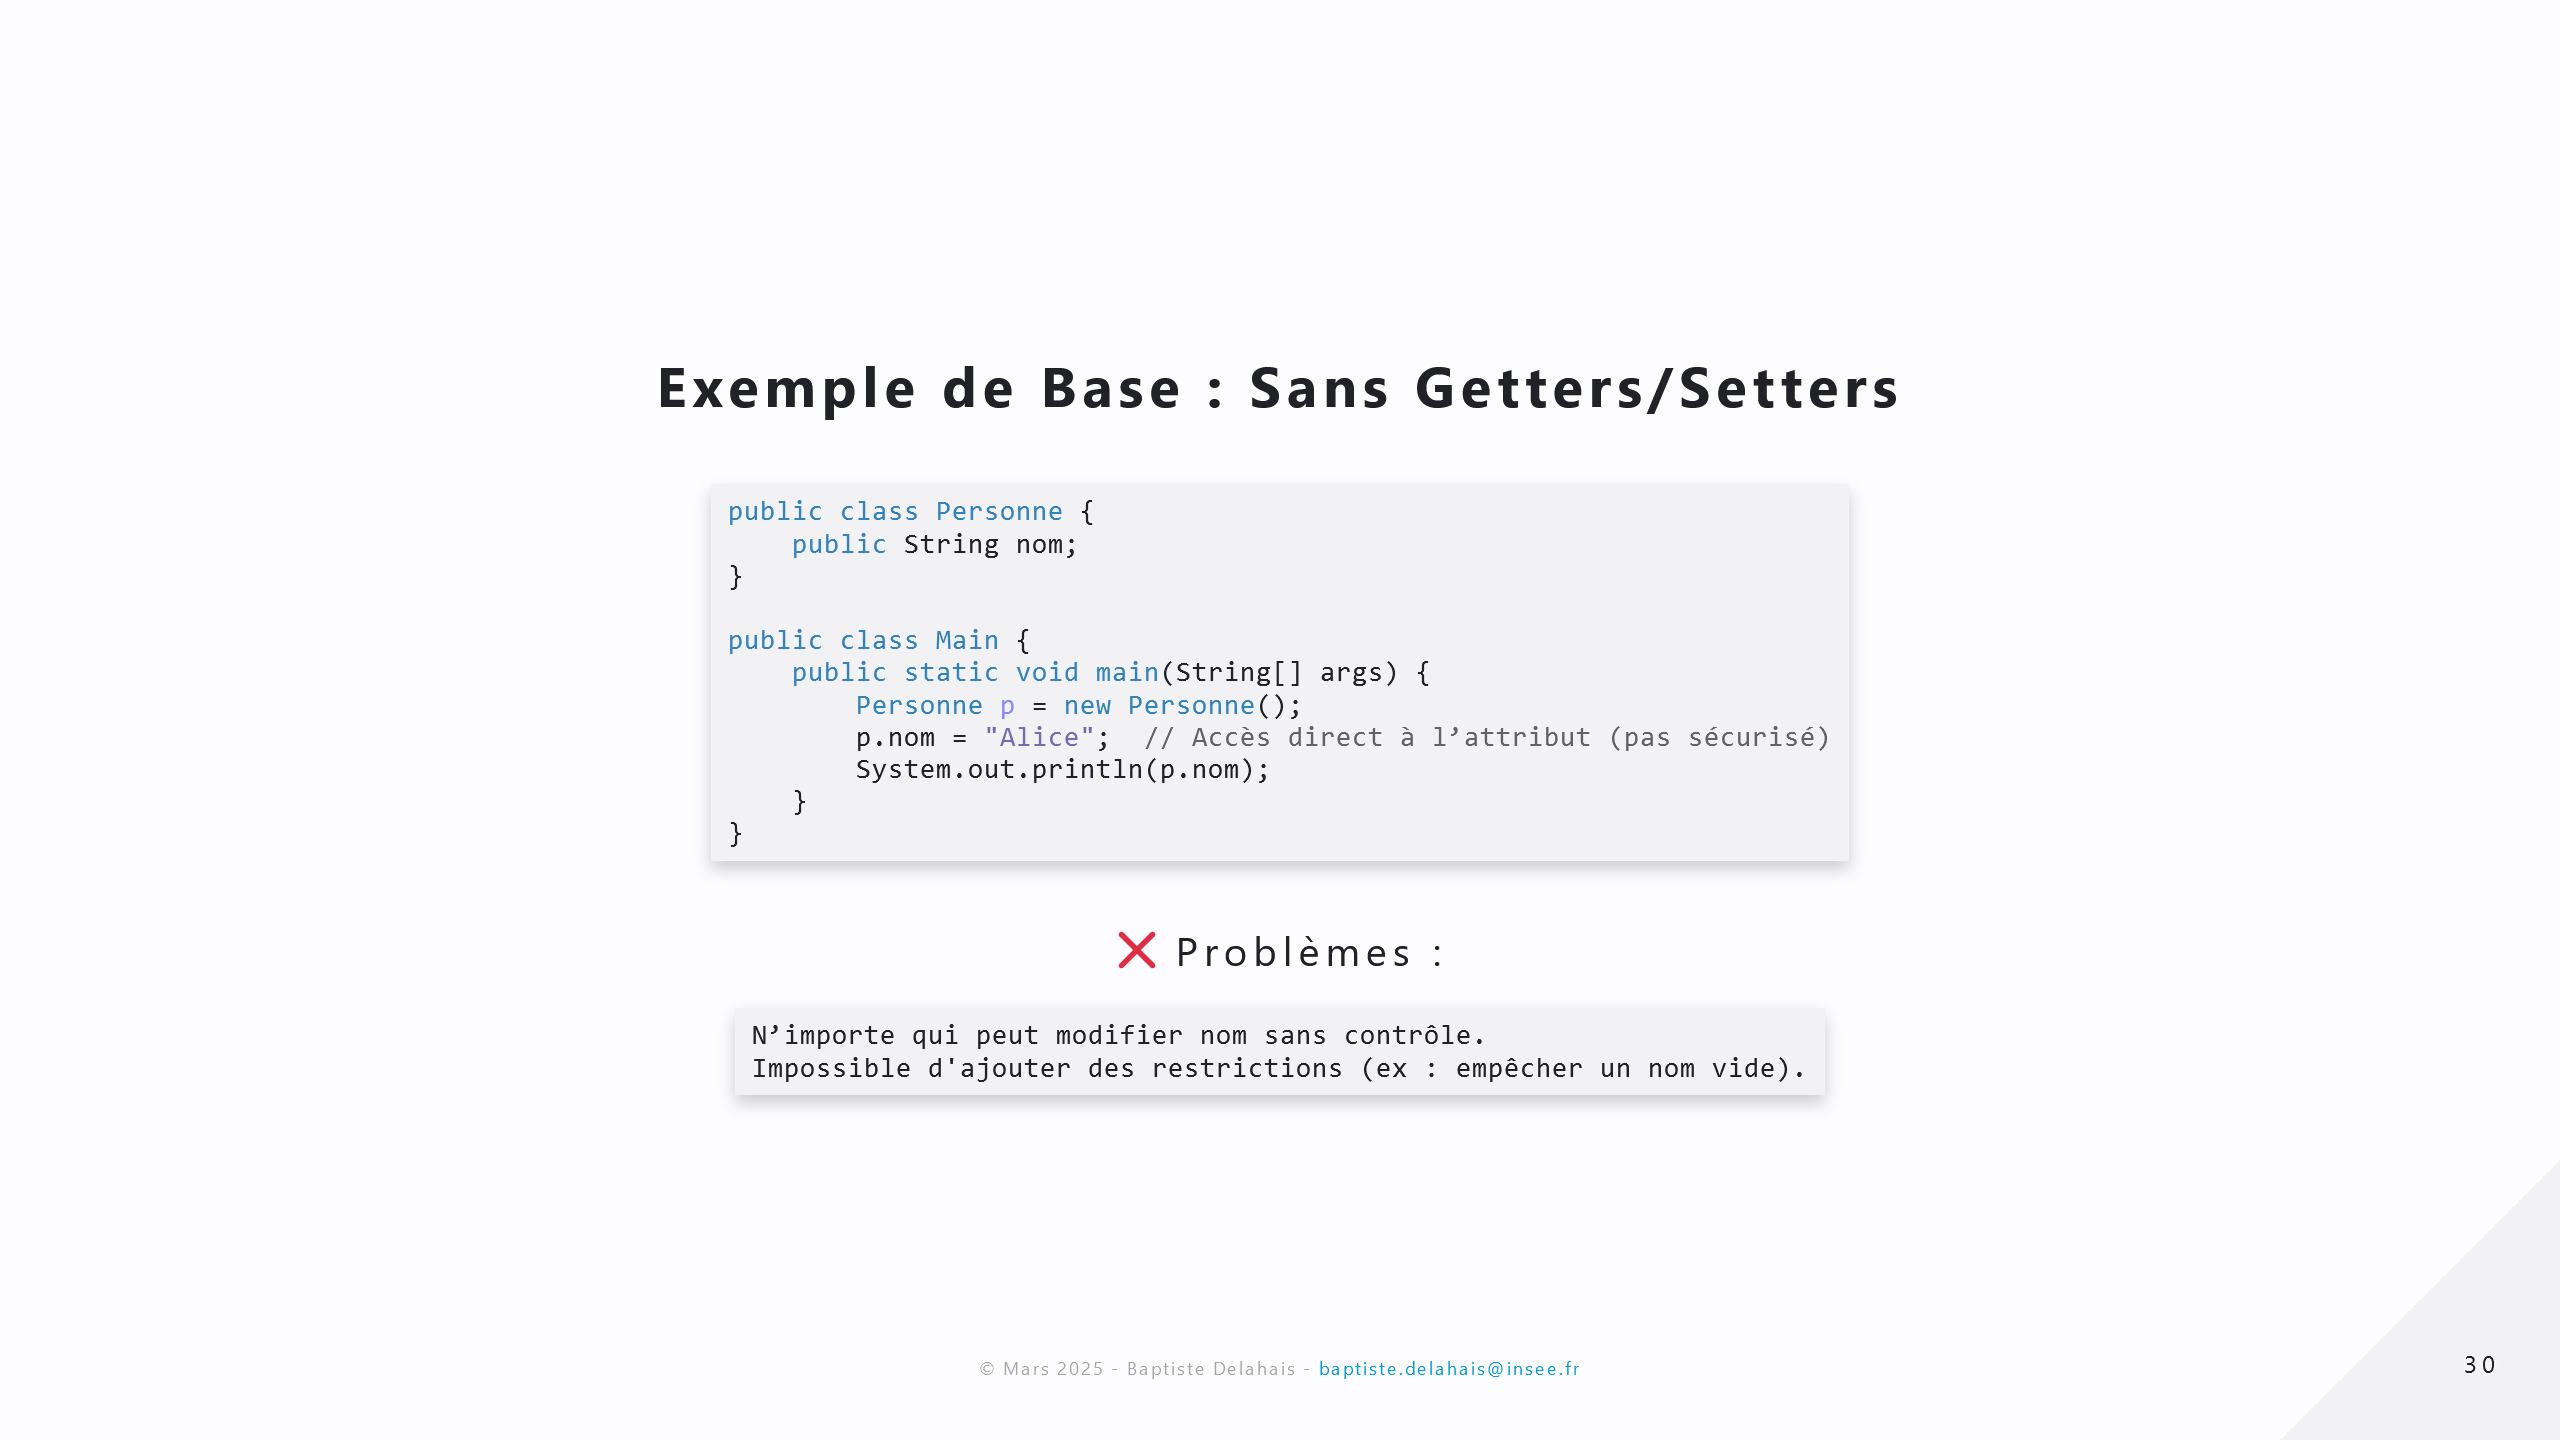 Exemple de Base : Sans Getters/Setters
public class Personne {
    public String nom;
}
public class Main {
    public static void main(String[] args) {
        Personne p = new Personne();
        p.nom = "Alice";  // Accès direct à l’attribut (pas sécurisé)
        System.out.println(p.nom);
    }
}
❌ Problèmes :
N’importe qui peut modifier nom sans contrôle.
Impossible d'ajouter des restrictions (ex : empêcher un nom vide).
© Mars 2025 - Baptiste Delahais - baptiste.delahais@insee.fr
30